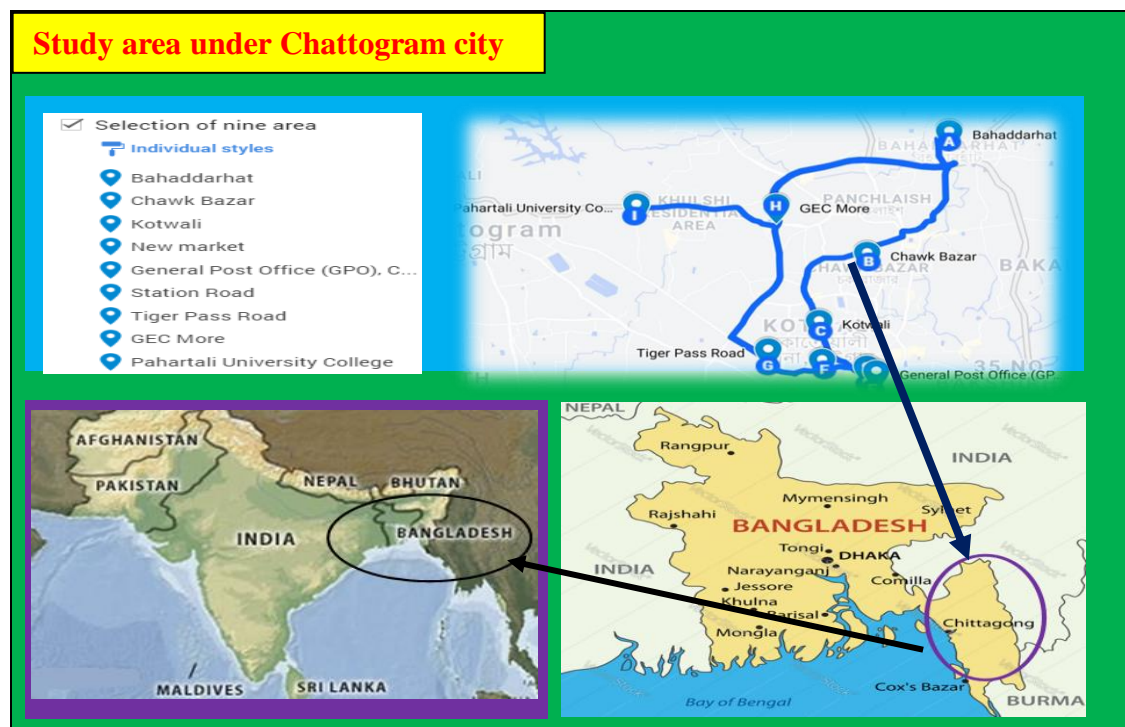 Study area under Chattogram city
Selection of nine area
Individual styles
Bahaddarhat
Chawk Bazar
Kotwali
New market
General Post Office (GPO), C...
Station Road
Tiger Pass Road
GEC More
Pahartali University College
A
Bahaddarhat
Pahartali University Co...
I
KHULSHI
RESIDENTIA
AREA
H
GEC More
PANCHLAISH
B
Chawk Bazar
BAKA
C
Kotwali
Tiger Pass Road
G
F
General Post Office (GP...
35 NO
AFGHANISTAN
PAKISTAN
NEPAL
BHUTAN
INDIA
BANGLADESH
MALDIVES
SRI LANKA
NEPAL
Rangpur
INDIA
Mymensingh
Sylhet
Rajshahi
BANGLADESH
Tongi
DHAKA
INDIA
Narayanganj
Comilla
Jessore
Khulna
Barisal
Chittagong
Mongla
Cox's Bazar
BURMA
Bay of Bengal